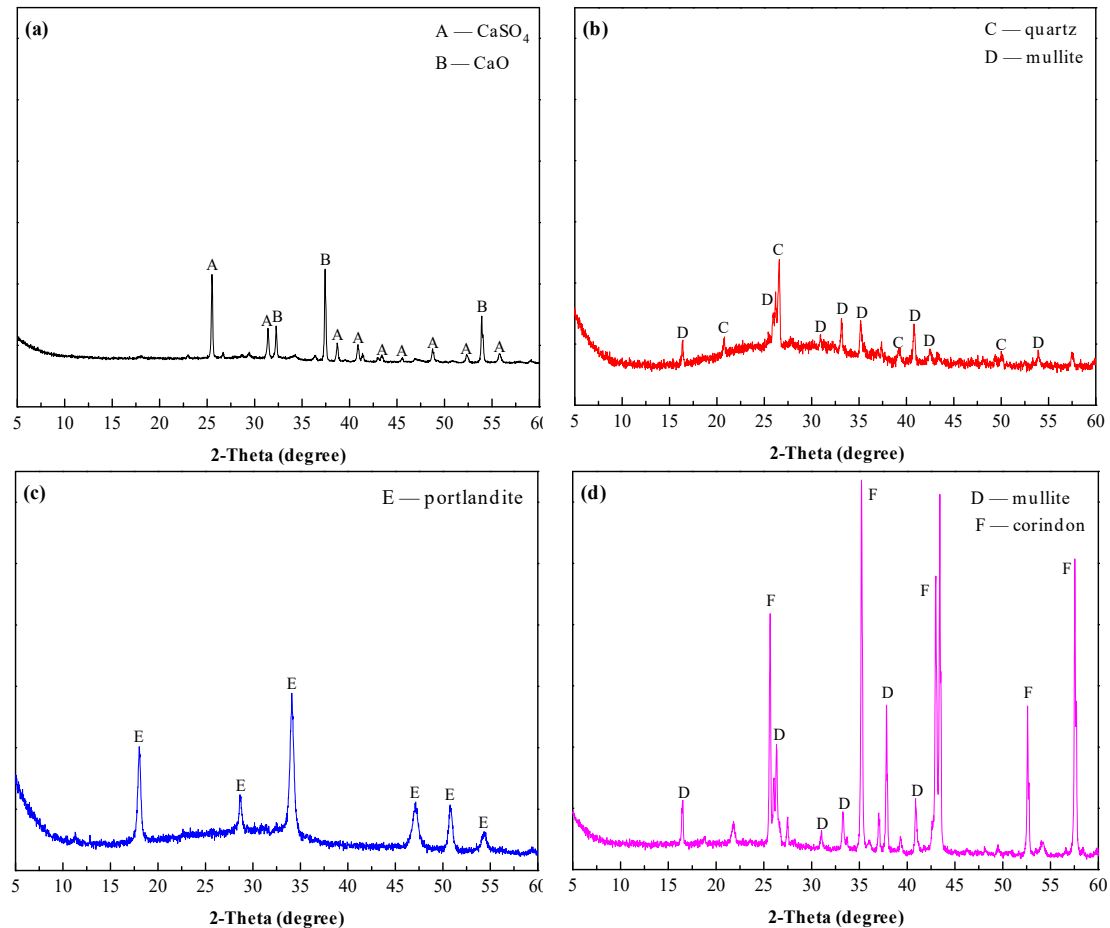 (a)
A — CaSO4
B — CaO
A
A
B
B
A
A
A
A
A
A
B
A
5 10 15 20 25 30 35 40 45 50 55 60
2-Theta (degree)
(b)
C — quartz
D — mullite
D
C
D
C
D
D
D
C
D
D
C
D
5 10 15 20 25 30 35 40 45 50 55 60
2-Theta (degree)
(c)
E — portlandite
E
E
E
E
E
E
5 10 15 20 25 30 35 40 45 50 55 60
2-Theta (degree)
(d)
D — mullite
F — corindon
D
F
D
D
D
F
D
D
F
F
F
5 10 15 20 25 30 35 40 45 50 55 60
2-Theta (degree)